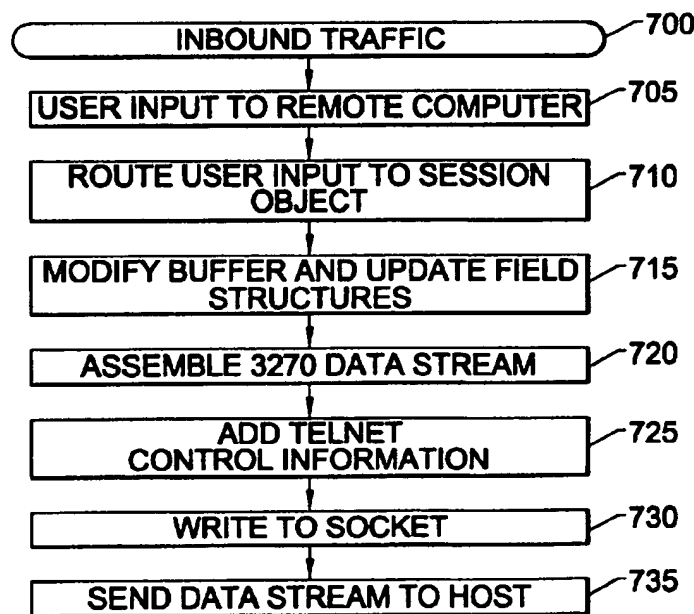 INBOUND TRAFFIC
700
USER INPUT TO REMOTE COMPUTER
705
ROUTE USER INPUT TO SESSION
OBJECT
710
MODIFY BUFFER AND UPDATE FIELD
STRUCTURES
715
ASSEMBLE 3270 DATA STREAM
720
ADD TELNET
CONTROL INFORMATION
725
WRITE TO SOCKET
730
SEND DATA STREAM TO HOST
735